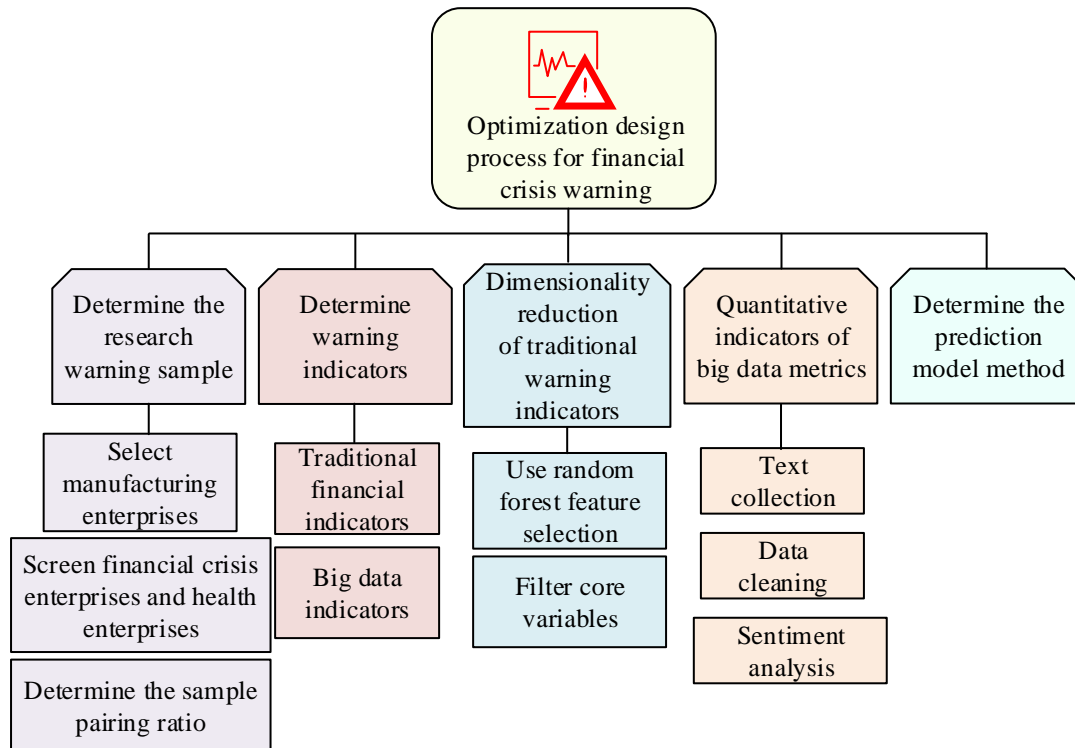 !
Optimization design
process for financial
crisis warning
Determine the
research
warning sample
Select
manufacturing
enterprises
Screen financial crisis
enterprises and health
enterprises
Determine the sample
pairing ratio
Determine
warning
indicators
Traditional
financial
indicators
Big data
indicators
Dimensionality
reduction
of traditional
warning
indicators
Use random
forest feature
selection
Filter core
variables
Quantitative
indicators of
big data metrics
Text
collection
Data
cleaning
Sentiment
analysis
Determine the
prediction
model method